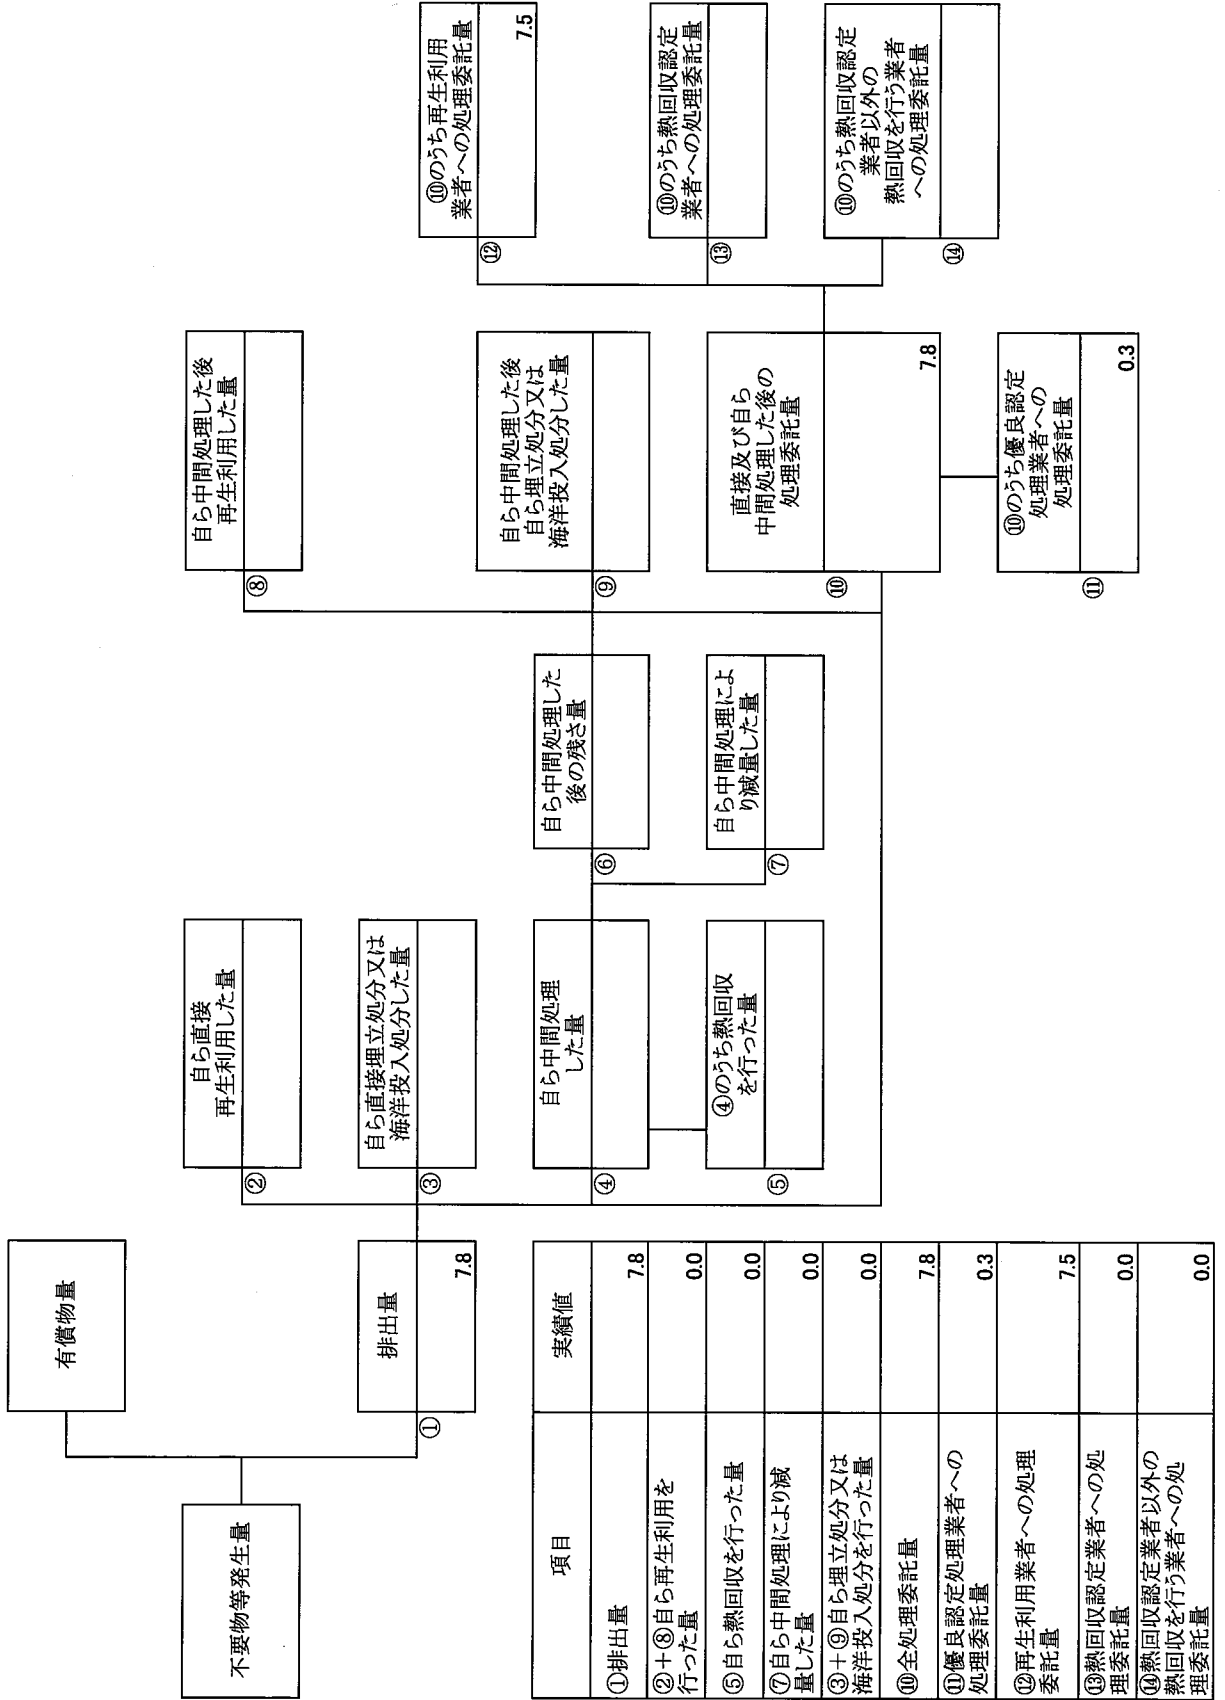 不要物等発生量
有償物量
①
排出量
7.8
②
自ら直接
再生利用した量
③
自ら直接埋立処分又は
海洋投入処分した量
④
自ら中間処理
した量
⑤
④のうち熱回収
を行った量
⑥
自ら中間処理した
後の残さ量
⑦
自ら中間処理によ
り減量した量
⑧
自ら中間処理した後
再生利用した量
⑨
自ら中間処理した後
自ら埋立処分又は
海洋投入処分した量
⑩
直接及び自ら
中間処理した後の
処理委託量
7.8
⑪
⑩のうち優良認定
処理業者への
処理委託量
0.3
⑫
⑩のうち再生利用
業者への処理委託量
7.5
⑬
⑩のうち熱回収認定
業者への処理委託量
⑭
⑩のうち熱回収認定
業者以外の
熱回収を行う業者
への処理委託量
項目 実績値
①排出量 7.8
②+⑧自ら再生利用を
行った量 0.0
⑤自ら熱回収を行った量 0.0
⑦自ら中間処理により減
量した量 0.0
③+⑨自ら埋立処分又は
海洋投入処分を行った量 0.0
⑩全処理委託量 7.8
⑪優良認定処理業者への
処理委託量 0.3
⑫再生利用業者への処理
委託量 7.5
⑬熱回収認定業者への処
理委託量 0.0
⑭熱回収認定業者以外の
熱回収を行う業者への処
理委託量 0.0